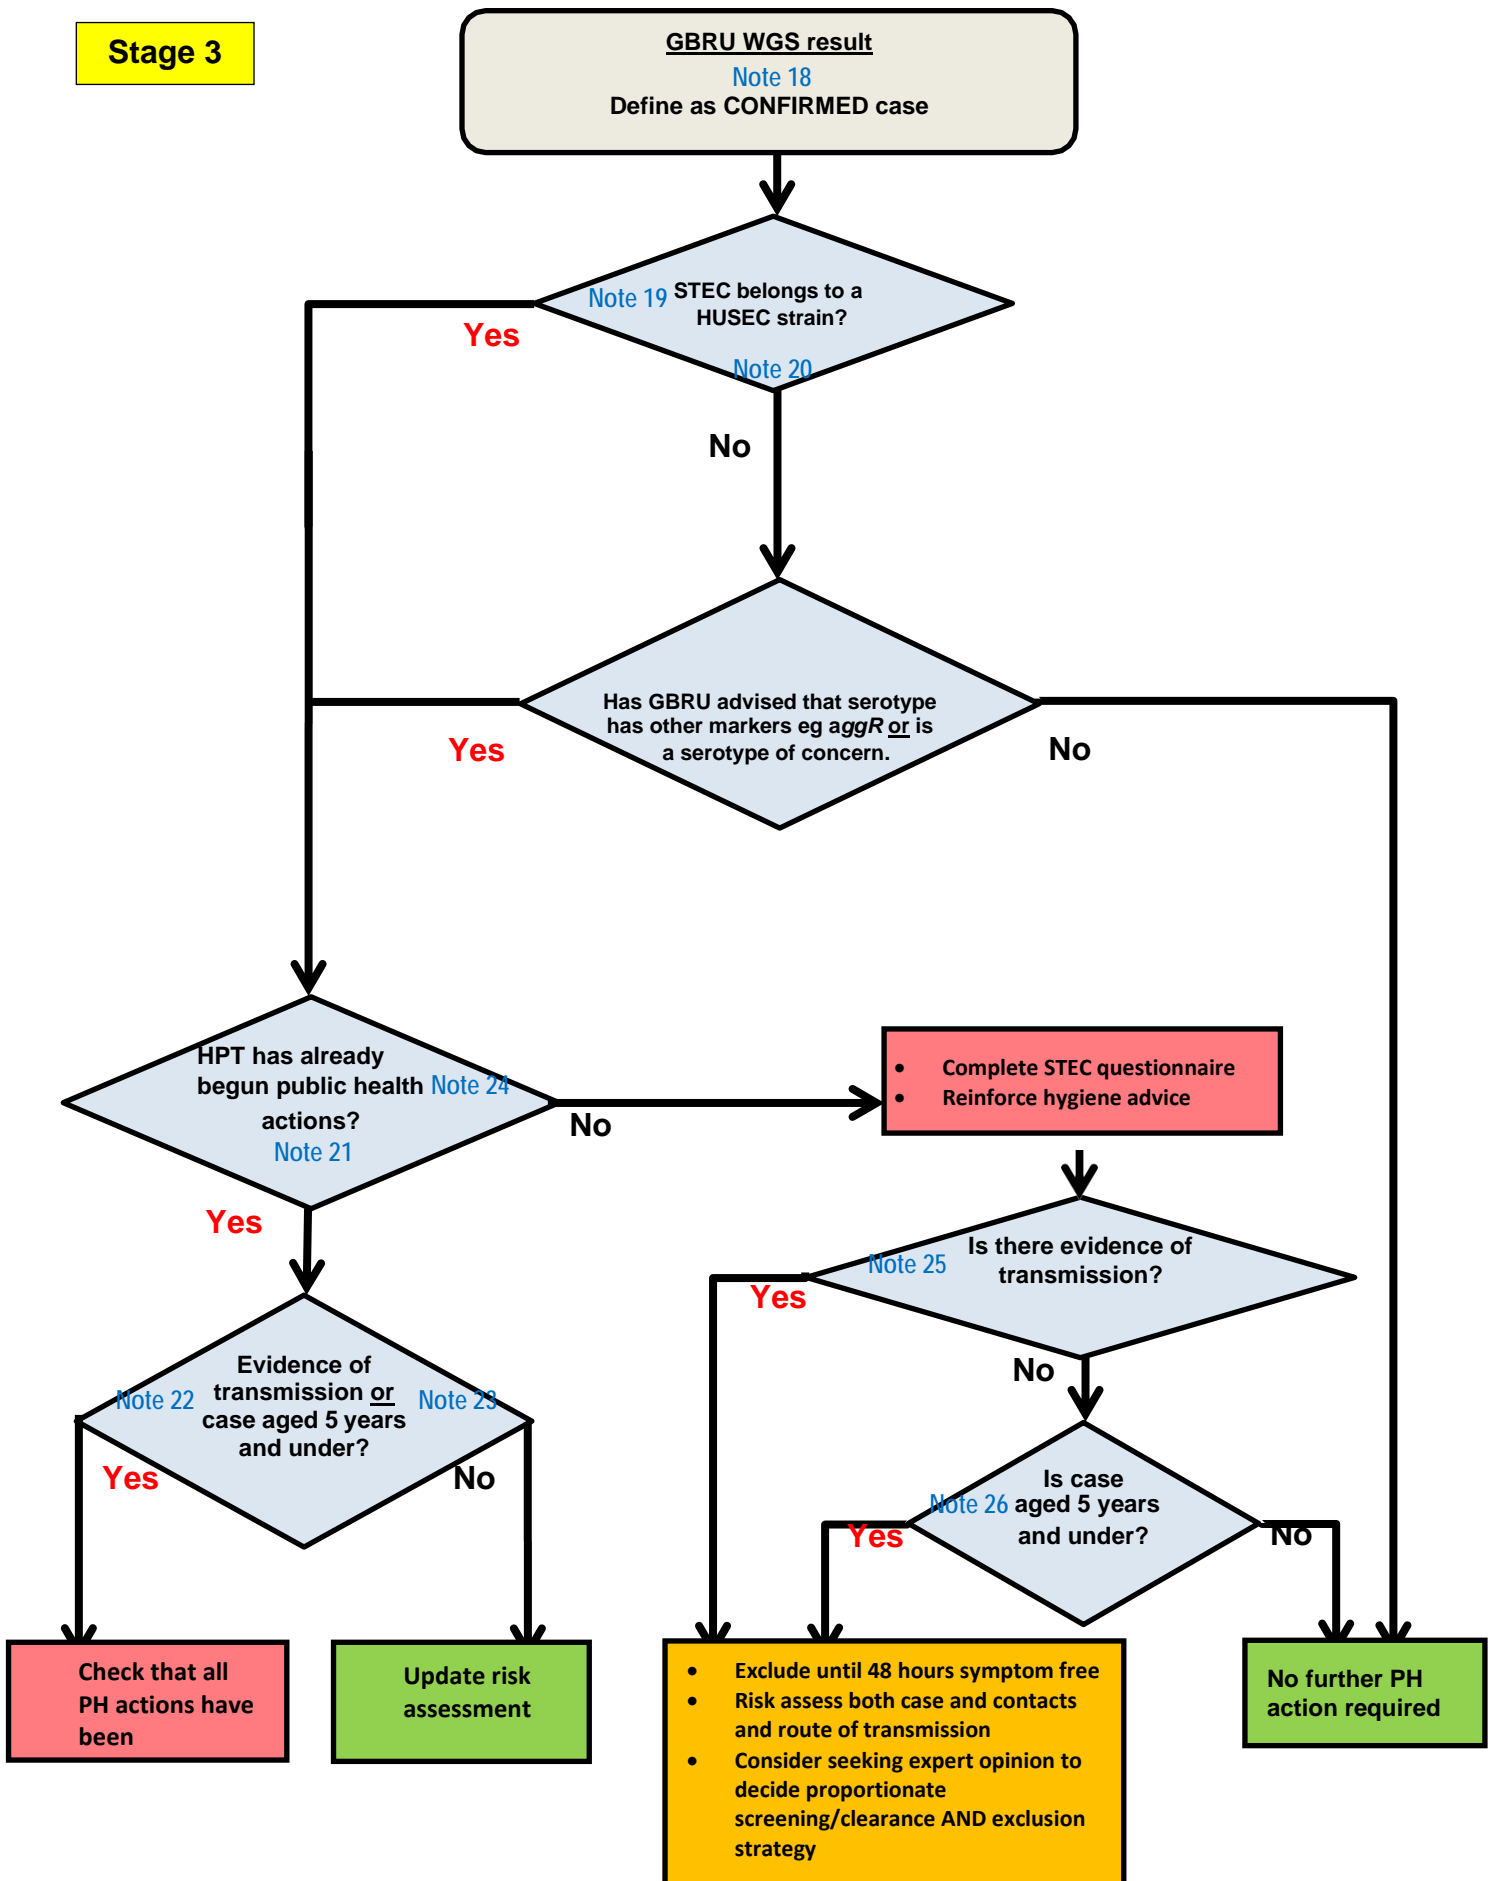 Stage 3
GBRU WGS result
Note 18
Define as CONFIRMED case
Note 19 STEC belongs to a
HUSEC strain?
Note 20
Yes
No
Has GBRU advised that serotype
has other markers eg aggR or is
a serotype of concern.
Yes
No
HPT has already
begun public health Note 24
actions?
Note 21
No
Yes
• Complete STEC questionnaire
• Reinforce hygiene advice
Note 25 Is there evidence of
transmission?
Yes
No
Evidence of
Note 22 transmission or Note 23
case aged 5 years
and under?
Yes
No
Is case
Note 26 aged 5 years
and under?
Yes
No
Check that all
PH actions have
been
Update risk
assessment
• Exclude until 48 hours symptom free
• Risk assess both case and contacts
and route of transmission
• Consider seeking expert opinion to
decide proportionate
screening/clearance AND exclusion
strategy
No further PH
action required